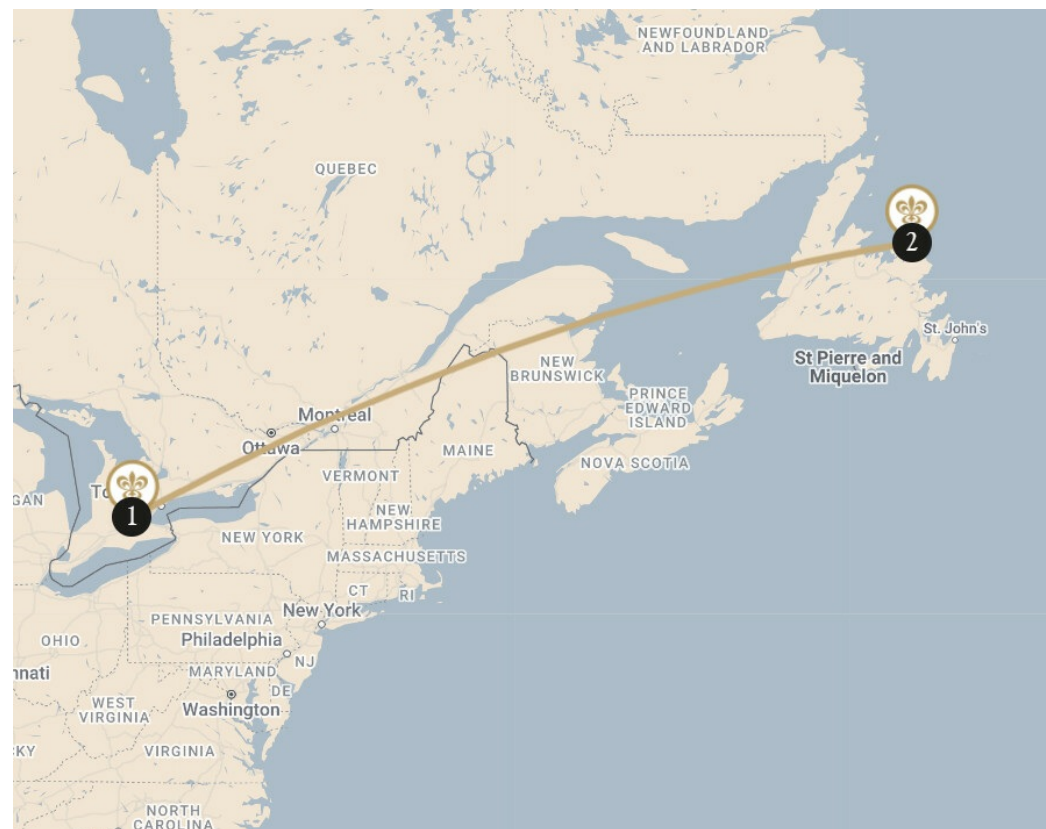 NEWFOUNDLAND
AND LABRADOR
QUEBEC
2
St. John's
St Pierre and
Miquelon
NEW
BRUNSWICK
PRINCE
EDWARD
ISLAND
Montreal
Ottawa
MAINE
NOVA SCOTIA
VERMONT
GAN
To
1
NEW
HAMPSHIRE
NEW YORK
MASSACHUSETTS
CT
RI
New York
PENNSYLVANIA
OHIO
Philadelphia
NJ
nnati
MARYLAND
DE
WEST
VIRGINIA
Washington
CKY
VIRGINIA
NORTH
CAROLINA